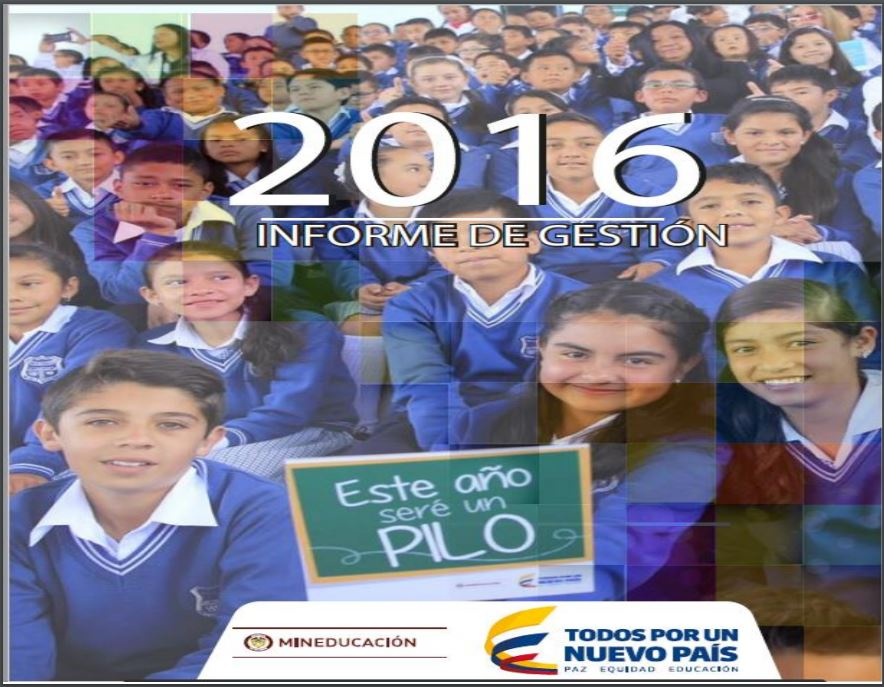 2016
INFORME DE GESTIÓN
Este año
seré un
PILO
MINEDUCACIÓN
TODOS POR UN
NUEVO PAÍS
PAZ EQUIDAD EDUCACIÓN